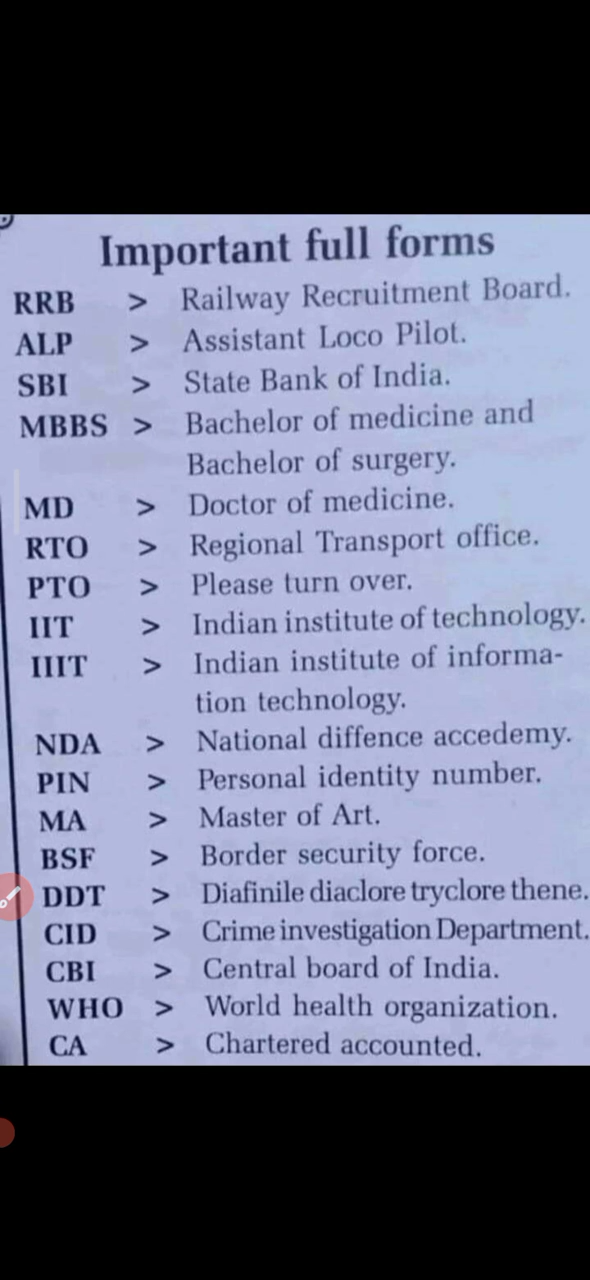 Important full forms
RRB > Railway Recruitment Board.
ALP > Assistant Loco Pilot.
SBI > State Bank of India.
MBBS > Bachelor of medicine and
Bachelor of surgery.
MD > Doctor of medicine.
RTO > Regional Transport office.
PTO > Please turn over.
IIT > Indian institute of technology.
IIIT > Indian institute of informa-
tion technology.
NDA > National diffence accedemy.
PIN > Personal identity number.
MA > Master of Art.
BSF > Border security force.
DDT > Diafinile diaclore tryclore thene.
CID > Crime investigation Department.
CBI > Central board of India.
WHO > World health organization.
CA > Chartered accounted.